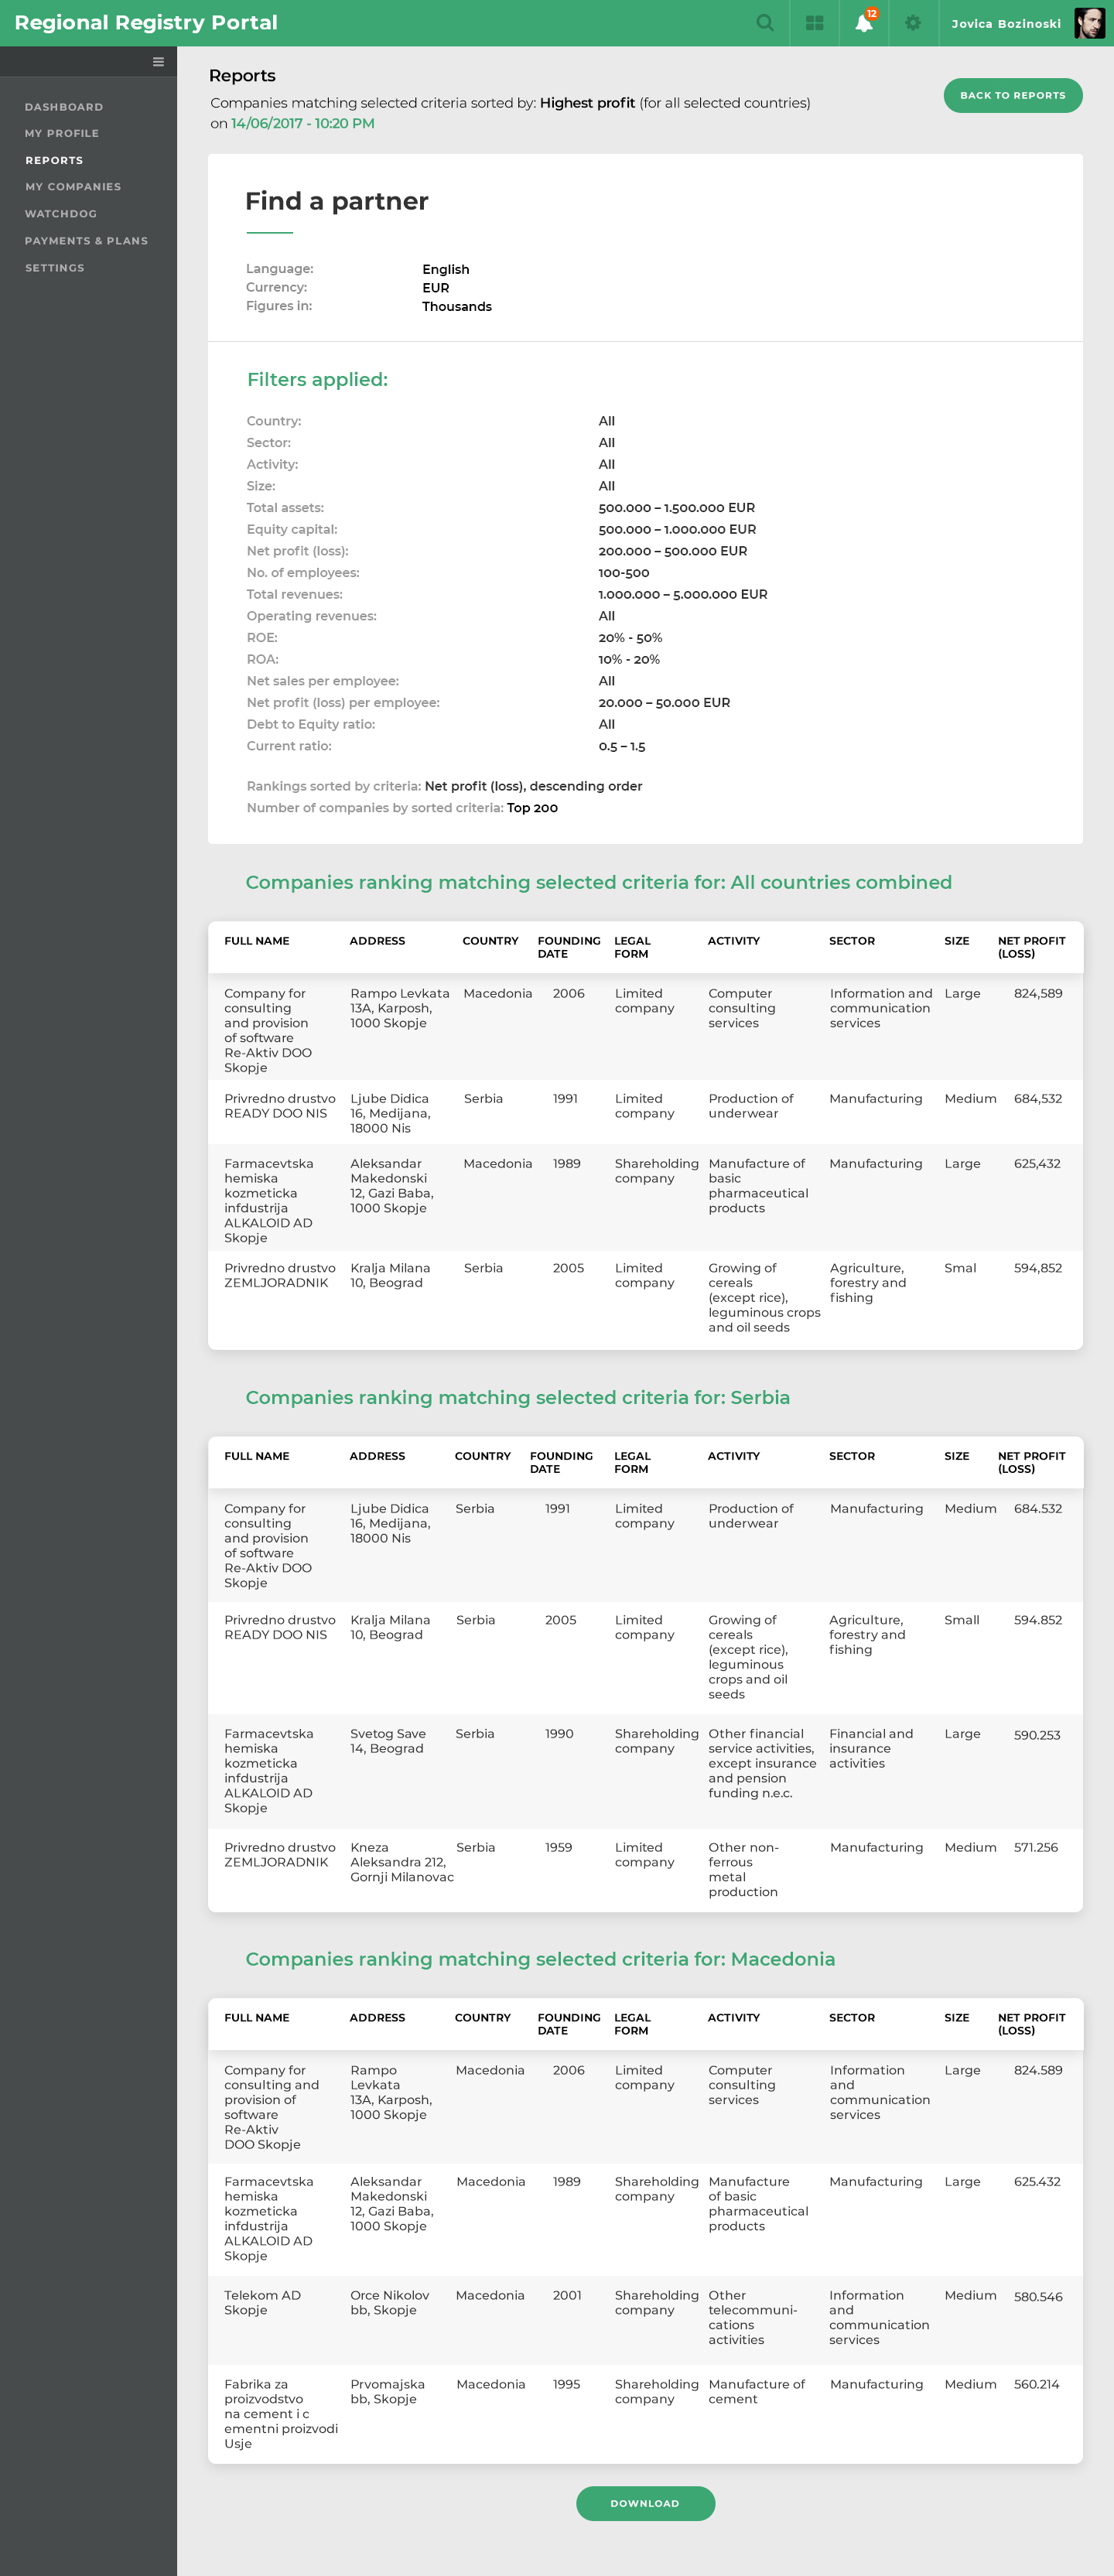 Regional Registry Portal
12
Jovica Bozinoski
DASHBOARD
MY PROFILE
REPORTS
MY COMPANIES
WATCHDOG
PAYMENTS & PLANS
SETTINGS
Reports
Companies matching selected criteria sorted by: Highest profit (for all selected countries)
on 14/06/2017 - 10:20 PM
BACK TO REPORTS
Find a partner
Language: English
Currency: EUR
Figures in: Thousands
Filters applied:
Country: All
Sector: All
Activity: All
Size: All
Total assets: 500.000 – 1.500.000 EUR
Equity capital: 500.000 – 1.000.000 EUR
Net profit (loss): 200.000 – 500.000 EUR
No. of employees: 100-500
Total revenues: 1.000.000 – 5.000.000 EUR
Operating revenues: All
ROE: 20% - 50%
ROA: 10% - 20%
Net sales per employee: All
Net profit (loss) per employee: 20.000 – 50.000 EUR
Debt to Equity ratio: All
Current ratio: 0.5 – 1.5
Rankings sorted by criteria: Net profit (loss), descending order
Number of companies by sorted criteria: Top 200
Companies ranking matching selected criteria for: All countries combined
FULL NAME ADDRESS COUNTRY FOUNDING LEGAL ACTIVITY SECTOR SIZE NET PROFIT
DATE FORM (LOSS)
Company for Rampo Levkata Macedonia 2006 Limited Computer Information and Large 824,589
consulting 13A, Karposh, company consulting communication
and provision 1000 Skopje services services
of software
Re-Aktiv DOO
Skopje
Privredno drustvo Ljube Didica Serbia 1991 Limited Production of Manufacturing Medium 684,532
READY DOO NIS 16, Medijana, company underwear
18000 Nis
Farmacevtska Aleksandar Macedonia 1989 Shareholding Manufacture of Manufacturing Large 625,432
hemiska Makedonski company basic
kozmeticka 12, Gazi Baba, pharmaceutical
infdustrija 1000 Skopje products
ALKALOID AD
Skopje
Privredno drustvo Kralja Milana Serbia 2005 Limited Growing of Agriculture, Smal 594,852
ZEMLJORADNIK 10, Beograd company cereals forestry and
(except rice), fishing
leguminous crops
and oil seeds
Companies ranking matching selected criteria for: Serbia
FULL NAME ADDRESS COUNTRY FOUNDING LEGAL ACTIVITY SECTOR SIZE NET PROFIT
DATE FORM (LOSS)
Company for Ljube Didica Serbia 1991 Limited Production of Manufacturing Medium 684.532
consulting 16, Medijana, company underwear
and provision 18000 Nis
of software
Re-Aktiv DOO
Skopje
Privredno drustvo Kralja Milana Serbia 2005 Limited Growing of Agriculture, Small 594.852
READY DOO NIS 10, Beograd company cereals forestry and
(except rice), fishing
leguminous
crops and oil
seeds
Farmacevtska Svetog Save Serbia 1990 Shareholding Other financial Financial and Large 590.253
hemiska 14, Beograd company service activities, insurance
kozmeticka except insurance activities
infdustrija and pension
ALKALOID AD funding n.e.c.
Skopje
Privredno drustvo Kneza Serbia 1959 Limited Other non- Manufacturing Medium 571.256
ZEMLJORADNIK Aleksandra 212, company ferrous
Gornji Milanovac metal
production
Companies ranking matching selected criteria for: Macedonia
FULL NAME ADDRESS COUNTRY FOUNDING LEGAL ACTIVITY SECTOR SIZE NET PROFIT
DATE FORM (LOSS)
Company for Rampo Macedonia 2006 Limited Computer Information Large 824.589
consulting and Levkata company consulting and
provision of 13A, Karposh, services communication
software 1000 Skopje services
Re-Aktiv
DOO Skopje
Farmacevtska Aleksandar Macedonia 1989 Shareholding Manufacture Manufacturing Large 625.432
hemiska Makedonski company of basic
kozmeticka 12, Gazi Baba, pharmaceutical
infdustrija 1000 Skopje products
ALKALOID AD
Skopje
Telekom AD Orce Nikolov Macedonia 2001 Shareholding Other Information Medium 580.546
Skopje bb, Skopje company telecommuni- and
cations communication
activities services
Fabrika za Prvomajska Macedonia 1995 Shareholding Manufacture of Manufacturing Medium 560.214
proizvodstvo bb, Skopje company cement
na cement i c
ementni proizvodi
Usje
DOWNLOAD